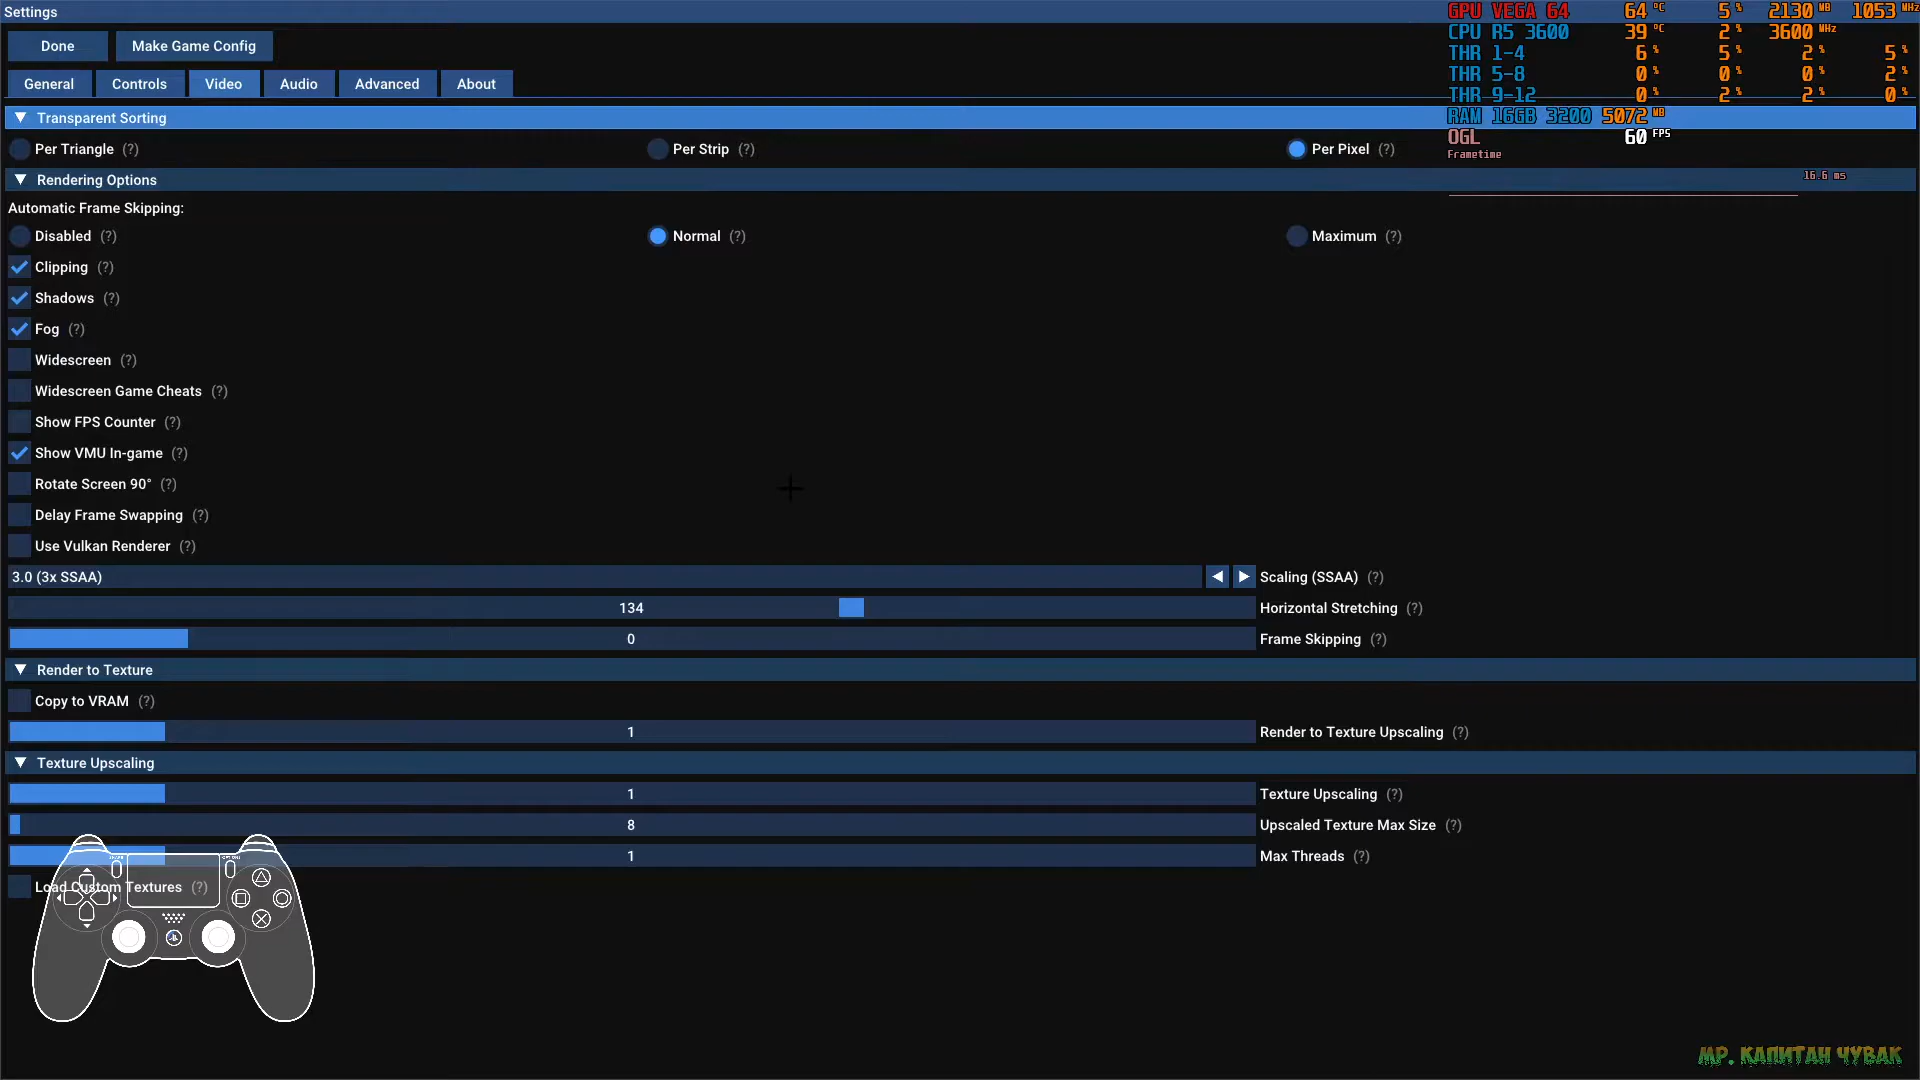 Settings
Done Make Game Config
General Controls Video Audio Advanced About
GPU VEGA 64 64 °C 5 % 2130 MB 1053 MHz
CPU R5 3600 39 °C 2 % 3600 MHz
THR 1-4 6 % 5 % 2 % 5 %
THR 5-8 0 % 0 % 0 % 2 %
THR 9-12 0 % 2 % 2 % 0 %
RAM 16GB 3200 5072 MB
OGL 60 FPS
Frametime
16.6 ms
Transparent Sorting
Per Triangle (?) Per Strip (?) Per Pixel (?)
Rendering Options
Automatic Frame Skipping:
Disabled (?) Normal (?) Maximum (?)
Clipping (?)
Shadows (?)
Fog (?)
Widescreen (?)
Widescreen Game Cheats (?)
Show FPS Counter (?)
Show VMU In-game (?)
Rotate Screen 90° (?)
Delay Frame Swapping (?)
Use Vulkan Renderer (?)
3.0 (3x SSAA) Scaling (SSAA) (?)
134 Horizontal Stretching (?)
0 Frame Skipping (?)
Render to Texture
Copy to VRAM (?)
1 Render to Texture Upscaling (?)
Texture Upscaling
1 Texture Upscaling (?)
8 Upscaled Texture Max Size (?)
1 Max Threads (?)
Load Custom Textures (?)
МР. КАПИТАН ЧУВАК